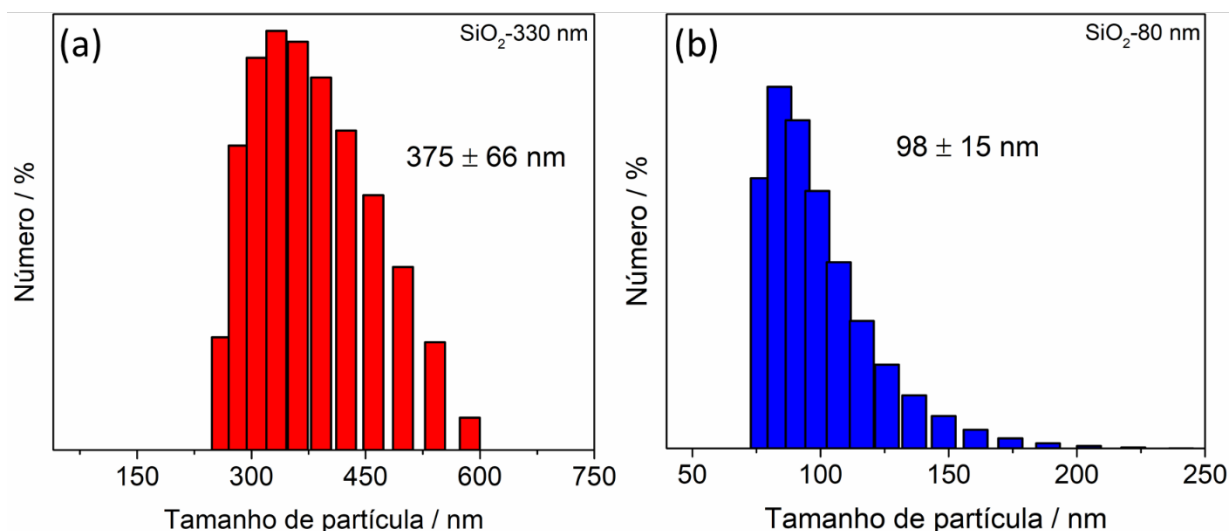 (a)
SiO₂-330 nm
375 ± 66 nm
Número / %
150 300 450 600 750
Tamanho de partícula / nm
(b)
SiO₂-80 nm
98 ± 15 nm
Número / %
50 100 150 200 250
Tamanho de partícula / nm